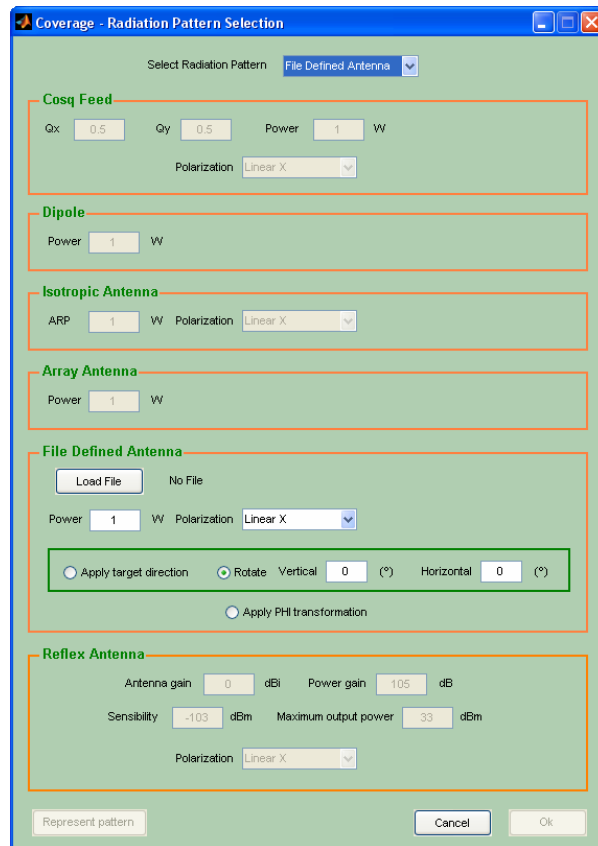 Coverage - Radiation Pattern Selection
Select Radiation Pattern File Defined Antenna
Cosq Feed
Qx 0.5 Qy 0.5 Power 1 W
Polarization Linear X
Dipole
Power 1 W
Isotropic Antenna
ARP 1 W Polarization Linear X
Array Antenna
Power 1 W
File Defined Antenna
Load File No File
Power 1 W Polarization Linear X
Apply target direction Rotate Vertical 0 (°) Horizontal 0 (°)
Apply PHI transformation
Reflex Antenna
Antenna gain 0 dBi Power gain 105 dB
Sensibility -103 dBm Maximum output power 33 dBm
Polarization Linear X
Represent pattern Cancel Ok